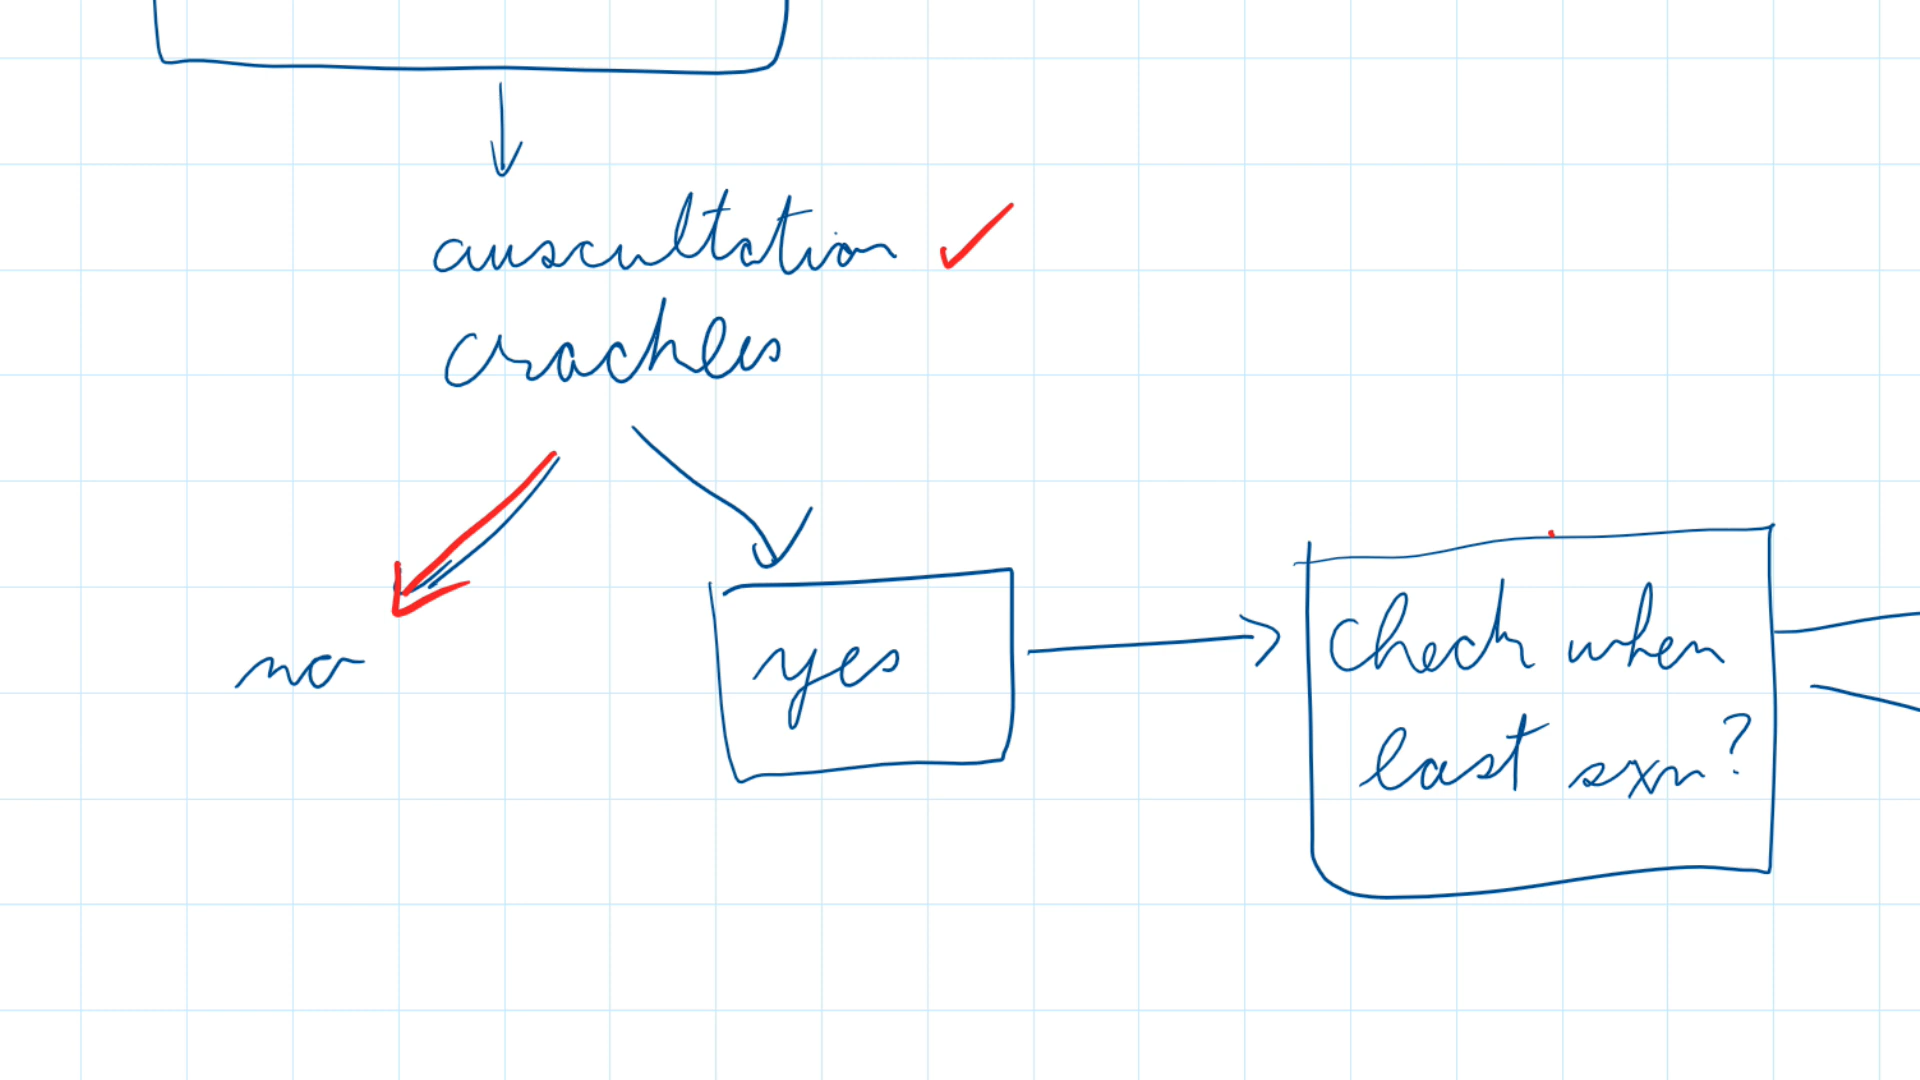 auscultation ✓
crackles
no
yes
check when
last sxn?